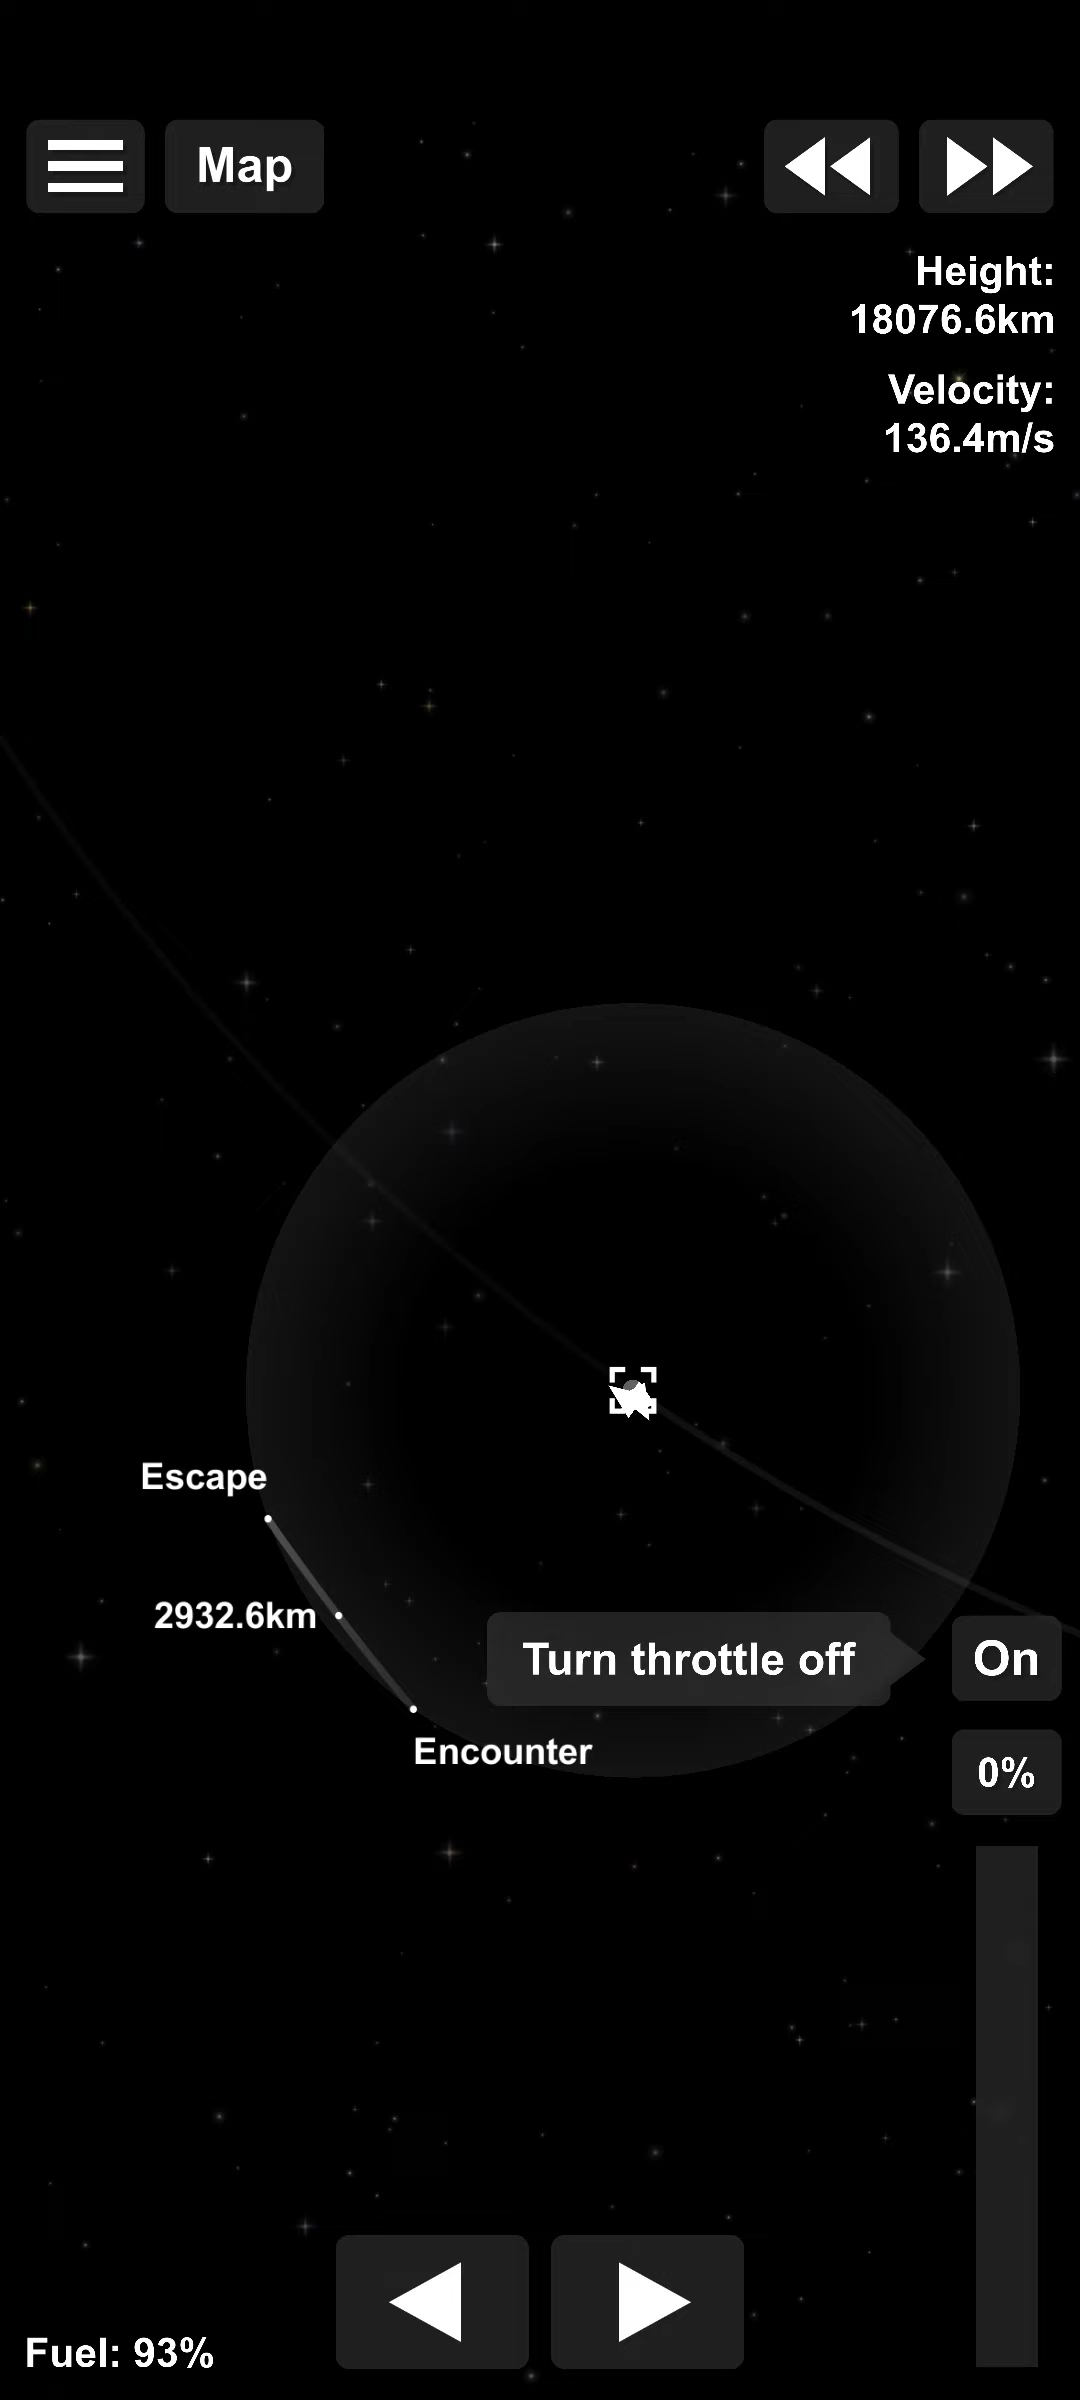 Map
Height:
18076.6km
Velocity:
136.4m/s
Escape
2932.6km
Turn throttle off
On
Encounter
0%
Fuel: 93%